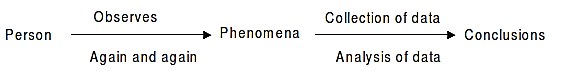 Observes
Collection of data
Person
Phenomena
Conclusions
Again and again
Analysis of data